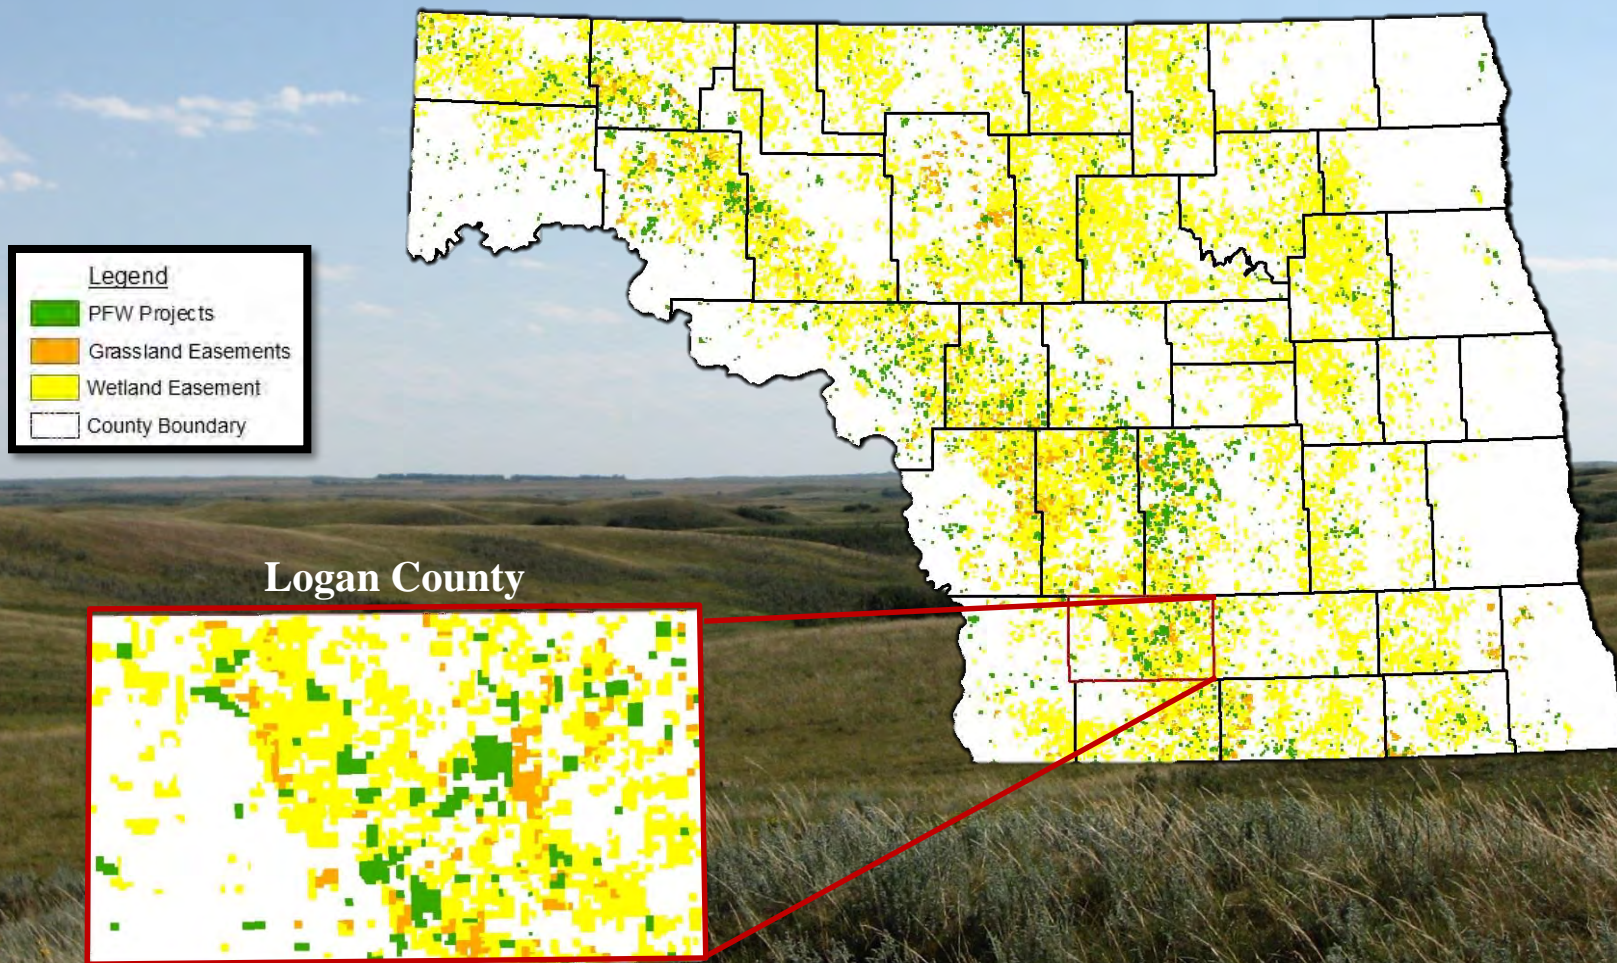 Legend
PFW Projects
Grassland Easements
Wetland Easement
County Boundary
Logan County